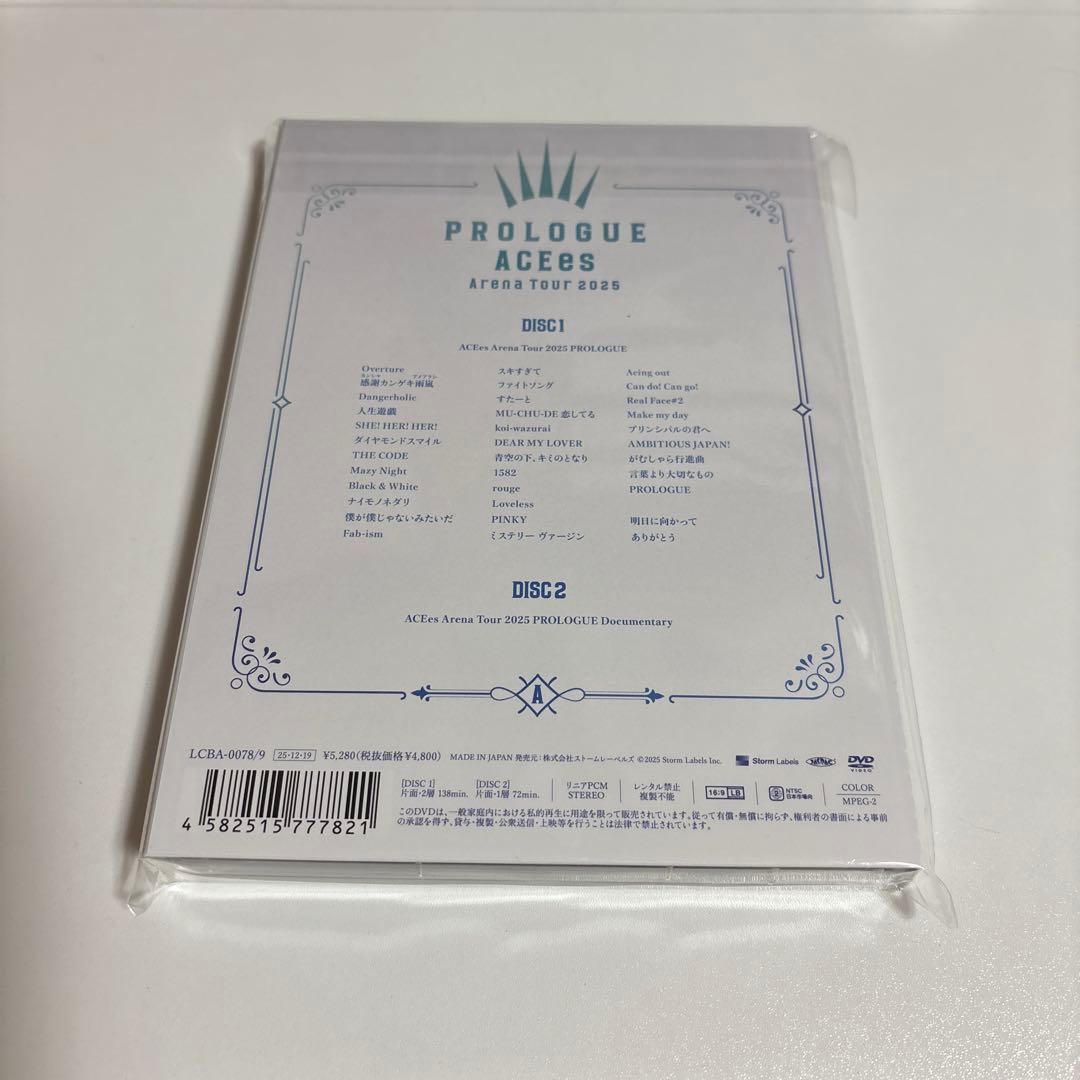 PROLOGUE
ACEes
Arena Tour 2025
DISC 1
ACEes Arena Tour 2025 PROLOGUE
Overture
カンシャ アメアラシ
感謝カンゲキ雨嵐
Dangerholic
人生遊戯
SHE! HER! HER!
ダイヤモンドスマイル
THE CODE
Mazy Night
Black & White
ナイモノネダリ
僕が僕じゃないみたいだ
Fab-ism
スキすぎて
ファイトソング
すたーと
MU-CHU-DE 恋してる
koi-wazurai
DEAR MY LOVER
青空の下、キミのとなり
1582
rouge
Loveless
PINKY
ミステリー ヴァージン
Acing out
Can do! Can go!
Real Face#2
Make my day
プリンシパルの君へ
AMBITIOUS JAPAN!
がむしゃら行進曲
言葉より大切なもの
PROLOGUE
明日に向かって
ありがとう
DISC 2
ACEes Arena Tour 2025 PROLOGUE Documentary
A
LCBA-0078/9 25・12・19 ¥5,280(税抜価格¥4,800) MADE IN JAPAN 発売元：株式会社ストームレーベルズ ©2025 Storm Labels Inc. Storm Labels DVD VIDEO
4 582515 777821
[DISC 1] 片面・2層 138min.
[DISC 2] 片面・1層 72min.
リニアPCM STEREO
レンタル禁止 複製不能
16:9 LB
2 NTSC 日本市場向
COLOR
MPEG-2
このDVDは、一般家庭内における私的再生に用途を限って販売されています。従って有償・無償に拘らず、権利者の書面による事前
の承認を得ず、貸与・複製・公衆送信・上映等を行うことは法律で禁止されています。